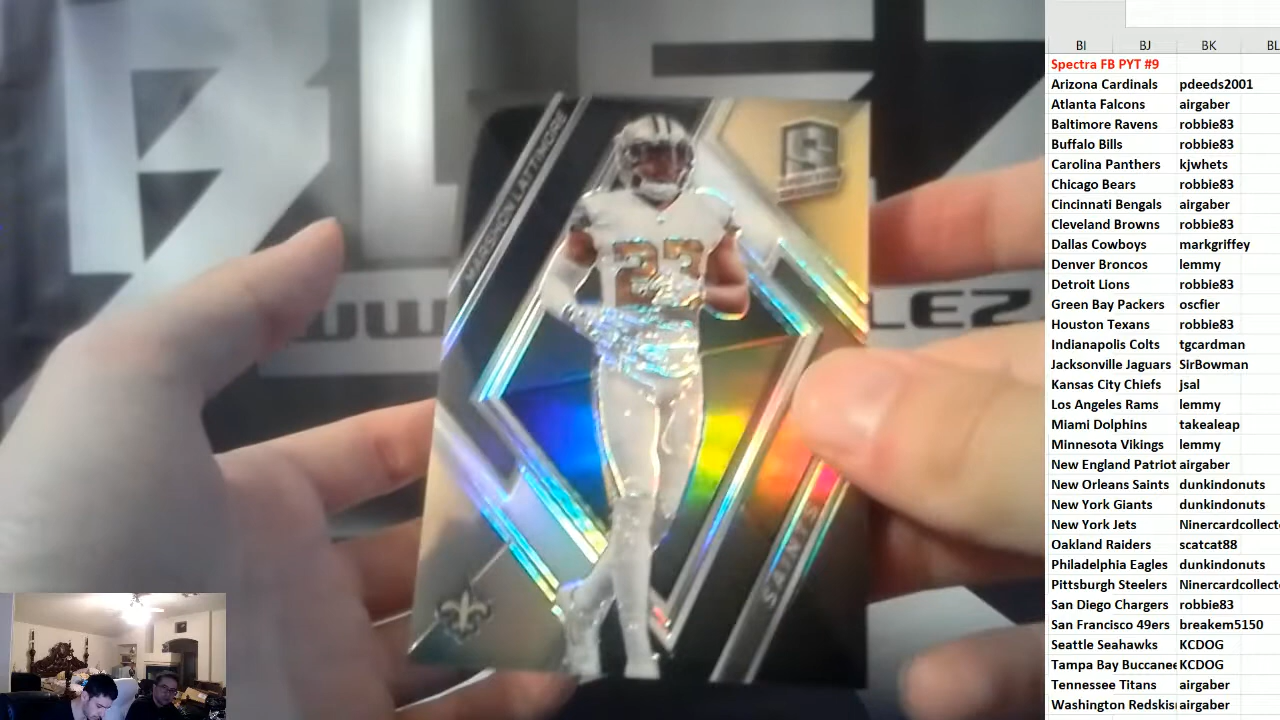 BI BJ BK BL
Spectra FB PYT #9
Arizona Cardinals pdeeds2001
Atlanta Falcons airgaber
Baltimore Ravens robbie83
Buffalo Bills robbie83
Carolina Panthers kjwhets
Chicago Bears robbie83
Cincinnati Bengals airgaber
Cleveland Browns robbie83
Dallas Cowboys markgriffey
Denver Broncos lemmy
Detroit Lions robbie83
Green Bay Packers oscfier
Houston Texans robbie83
Indianapolis Colts tgcardman
Jacksonville Jaguars SirBowman
Kansas City Chiefs jsal
Los Angeles Rams lemmy
Miami Dolphins takealeap
Minnesota Vikings lemmy
New England Patriot airgaber
New Orleans Saints dunkindonuts
New York Giants dunkindonuts
New York Jets Ninercardcollect
Oakland Raiders scatcat88
Philadelphia Eagles dunkindonuts
Pittsburgh Steelers Ninercardcollect
San Diego Chargers robbie83
San Francisco 49ers breakem5150
Seattle Seahawks KCDOG
Tampa Bay Buccanee KCDOG
Tennessee Titans airgaber
Washington Redskis airgaber
MARSHON LATTIMORE
23
SAINTS
S